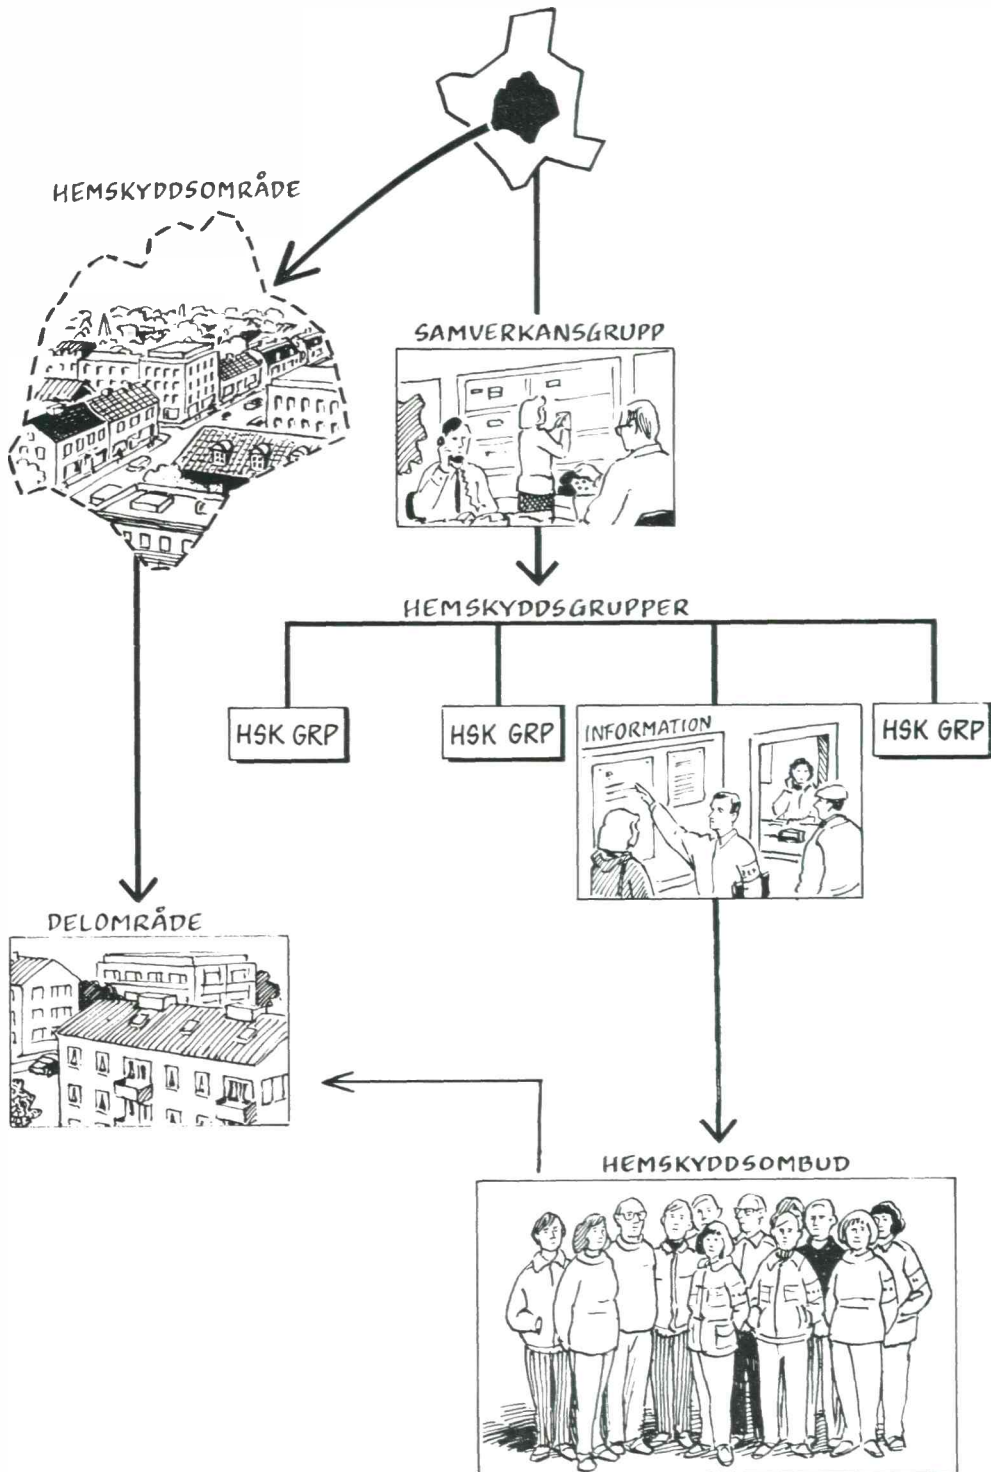 HEMSKYDDSOMRÅDE
SAMVERKANSGRUPP
HEMSKYDDSGRUPPER
HSK GRP
HSK GRP
INFORMATION
HSK GRP
DELOMRÅDE
HEMSKYDDSOMBUD